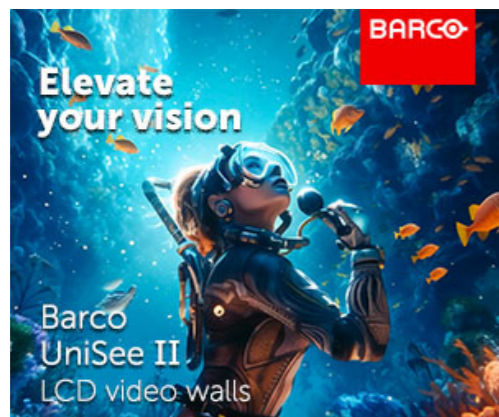 BARCO
Elevate
your vision
Barco
UniSee II
LCD video walls